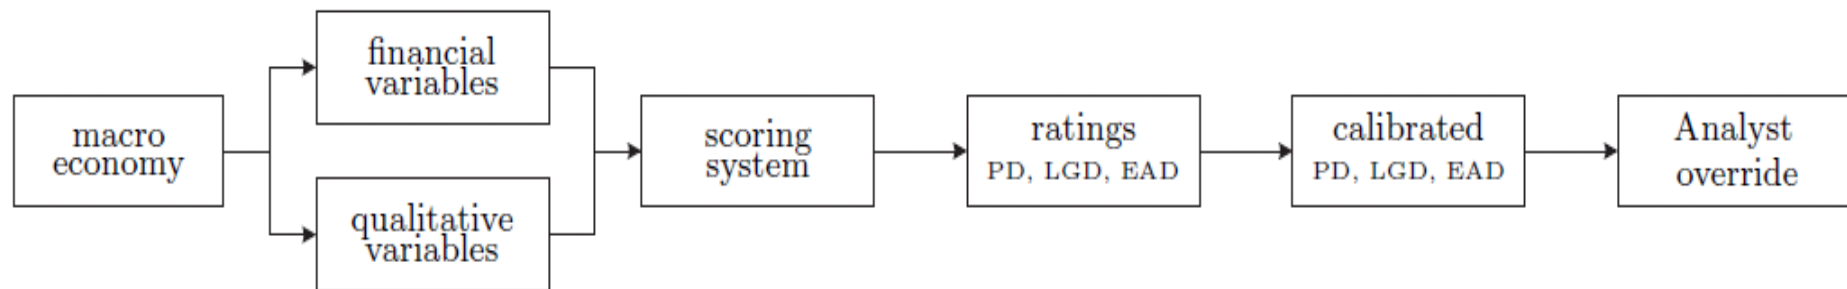 macro
economy
financial
variables
qualitative
variables
scoring
system
ratings
PD, LGD, EAD
calibrated
PD, LGD, EAD
Analyst
override